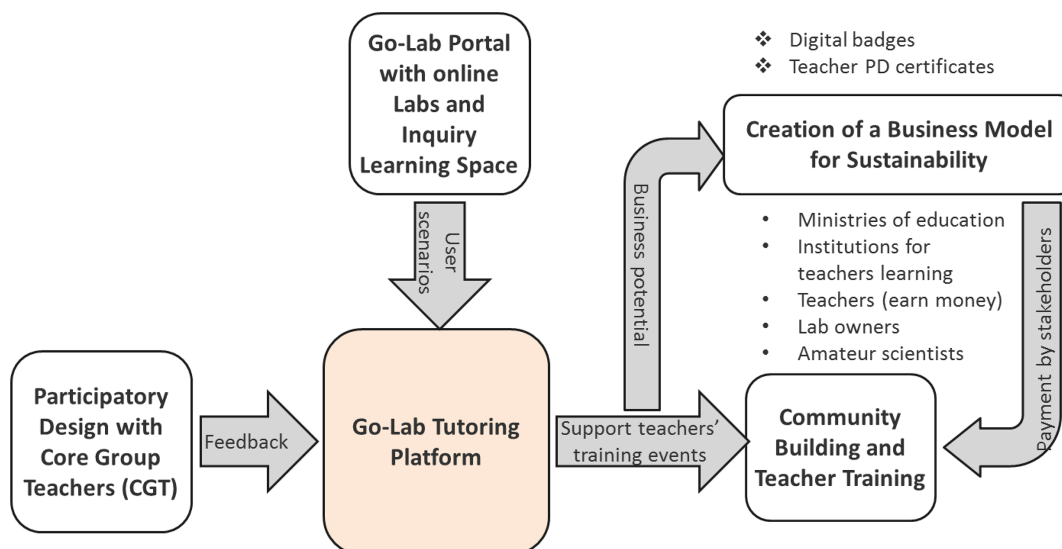 Go-Lab Portal
with online
Labs and
Inquiry
Learning Space
❖ Digital badges
❖ Teacher PD certificates
Creation of a Business Model
for Sustainability
User
scenarios
Business potential
• Ministries of education
• Institutions for
teachers learning
• Teachers (earn money)
• Lab owners
• Amateur scientists
Payment by stakeholders
Participatory
Design with
Core Group
Teachers (CGT)
Feedback
Go-Lab Tutoring
Platform
Support teachers’
training events
Community
Building and
Teacher Training